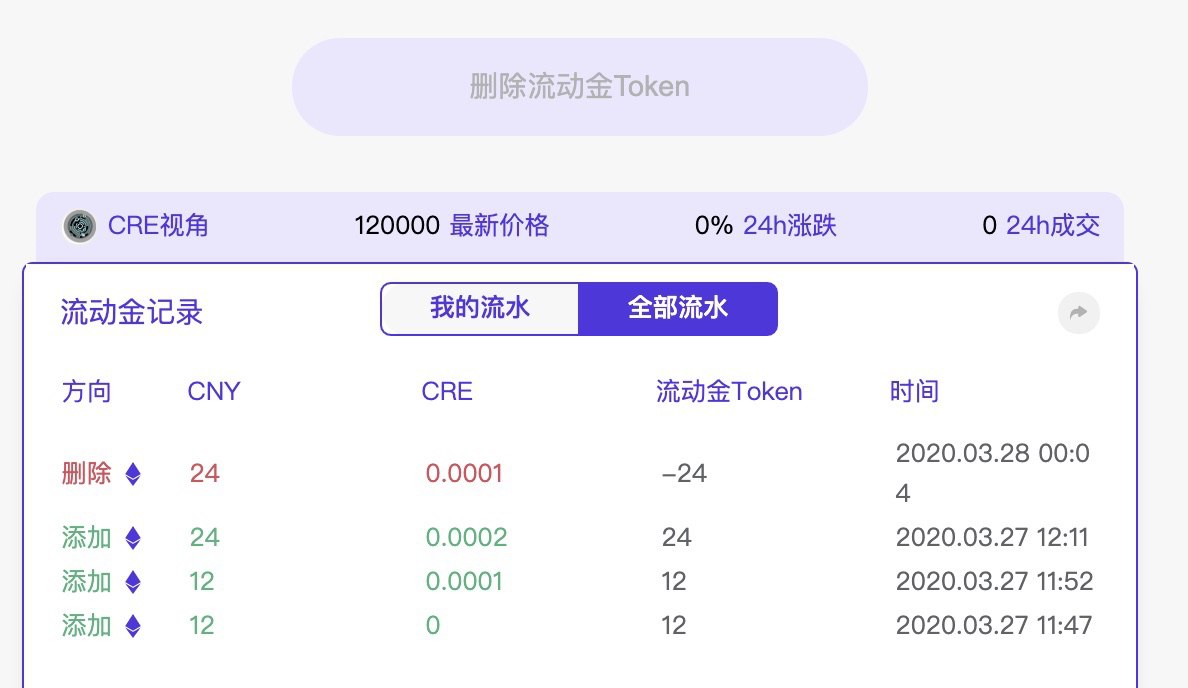 删除流动金Token
CRE视角 120000 最新价格 0% 24h涨跌 0 24h成交
流动金记录 我的流水 全部流水
方向 CNY CRE 流动金Token 时间
删除 24 0.0001 −24 2020.03.28 00:0
4
添加 24 0.0002 24 2020.03.27 12:11
添加 12 0.0001 12 2020.03.27 11:52
添加 12 0 12 2020.03.27 11:47